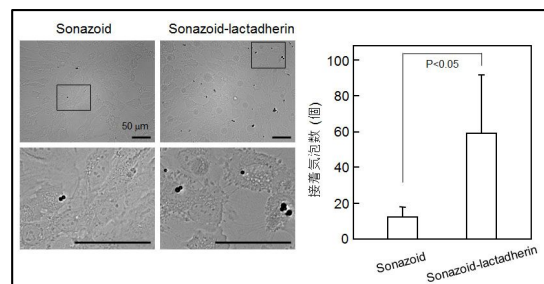 Sonazoid
Sonazoid-lactadherin
50 µm
接着気泡数 (個)
100
80
60
40
20
0
P<0.05
Sonazoid
Sonazoid-lactadherin